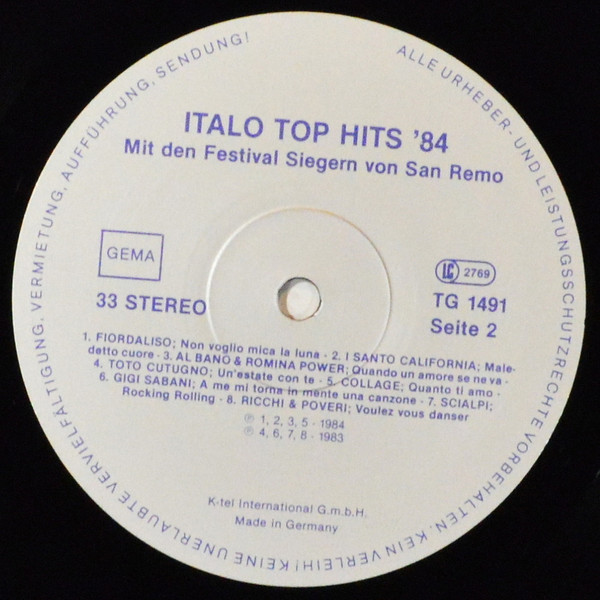 ALLE URHEBER- UND LEISTUNGSSCHUTZRECHTE VORBEHALTEN. KEIN VERLEIH! KEINE UNERLAUBTE VERVIELFÄLTIGUNG, VERMIETUNG, AUFFÜHRUNG, SENDUNG!
ITALO TOP HITS '84
Mit den Festival Siegern von San Remo
GEMA
LC 2769
33 STEREO
TG 1491
Seite 2
1. FIORDALISO; Non voglio mica la luna · 2. I SANTO CALIFORNIA; Male-
detto cuore · 3. AL BANO & ROMINA POWER; Quando un amore se ne va ·
4. TOTO CUTUGNO; Un'estate con te · 5. COLLAGE; Quanto ti amo ·
6. GIGI SABANI; A me mi torna in mente una canzone · 7. SCIALPI;
Rocking Rolling · 8. RICCHI & POVERI; Voulez vous danser
℗ 1, 2, 3, 5 · 1984
℗ 4, 6, 7, 8 · 1983
K-tel International G.m.b.H.
Made in Germany